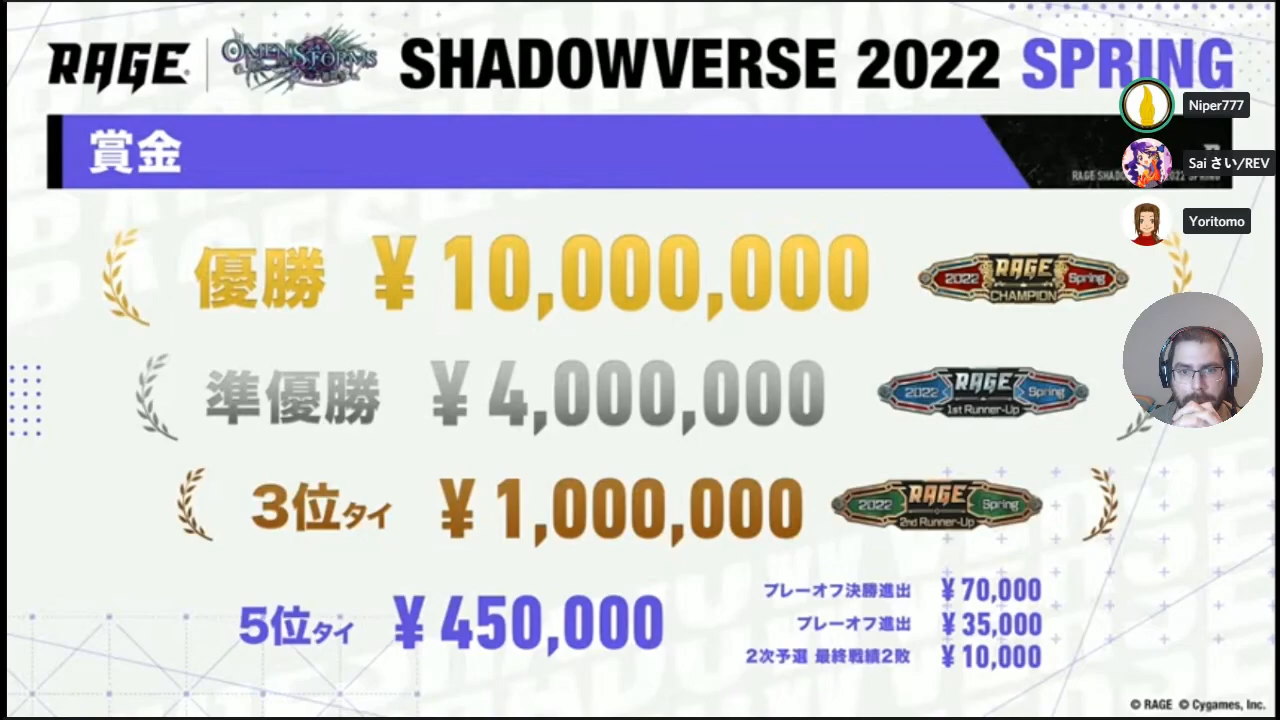 RAGE OMENSTORMS SHADOWVERSE 2022 SPRING
Niper777
賞金
Sai さい/REV
Yoritomo
優勝 ¥10,000,000 2022 RAGE Spring CHAMPION
準優勝 ¥4,000,000 2022 RAGE Spring 1st Runner-Up
3位タイ ¥1,000,000 2022 RAGE Spring 2nd Runner-Up
5位タイ ¥450,000
プレーオフ決勝進出 ¥70,000
プレーオフ進出 ¥35,000
2次予選 最終戦績2敗 ¥10,000
© RAGE © Cygames, Inc.